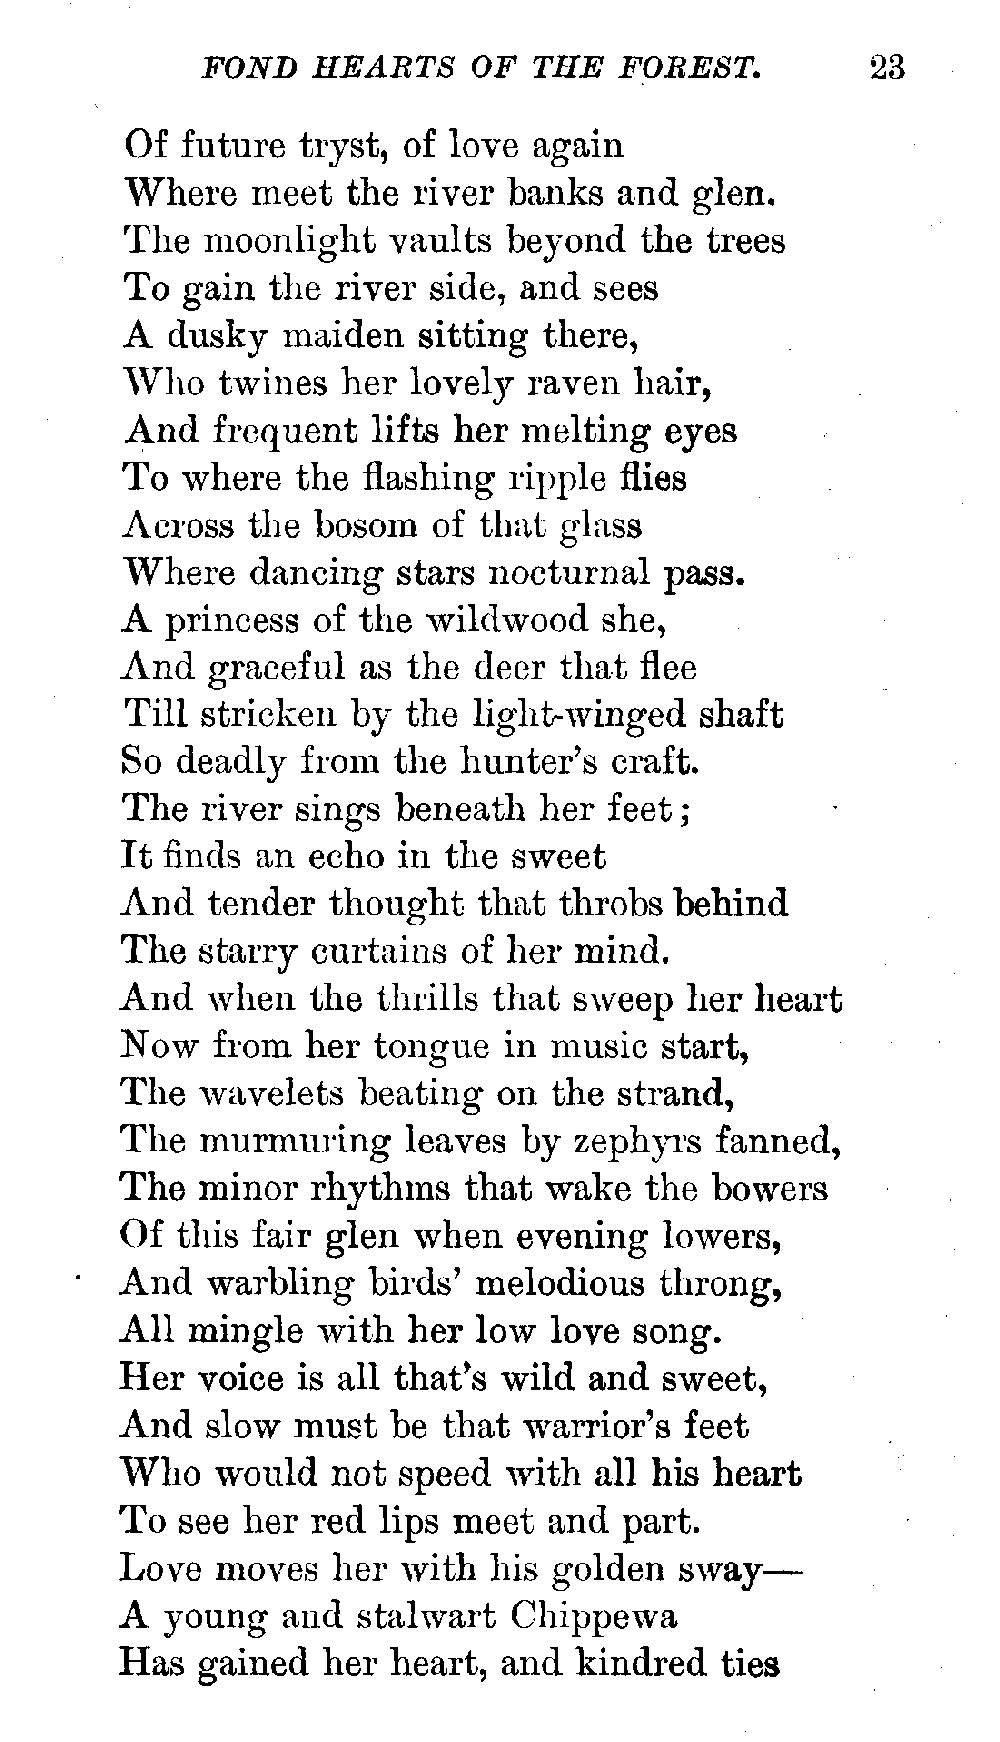 FOND HEARTS OF THE FOREST. 23
Of future tryst, of love again
Where meet the river banks and glen.
The moonlight vaults beyond the trees
To gain the river side, and sees
A dusky maiden sitting there,
Who twines her lovely raven hair,
And frequent lifts her melting eyes
To where the flashing ripple flies
Across the bosom of that glass
Where dancing stars nocturnal pass.
A princess of the wildwood she,
And graceful as the deer that flee
Till stricken by the light-winged shaft
So deadly from the hunter's craft.
The river sings beneath her feet;
It finds an echo in the sweet
And tender thought that throbs behind
The starry curtains of her mind.
And when the thrills that sweep her heart
Now from her tongue in music start,
The wavelets beating on the strand,
The murmuring leaves by zephyrs fanned,
The minor rhythms that wake the bowers
Of this fair glen when evening lowers,
And warbling birds' melodious throng,
All mingle with her low love song.
Her voice is all that's wild and sweet,
And slow must be that warrior's feet
Who would not speed with all his heart
To see her red lips meet and part.
Love moves her with his golden sway—
A young and stalwart Chippewa
Has gained her heart, and kindred ties